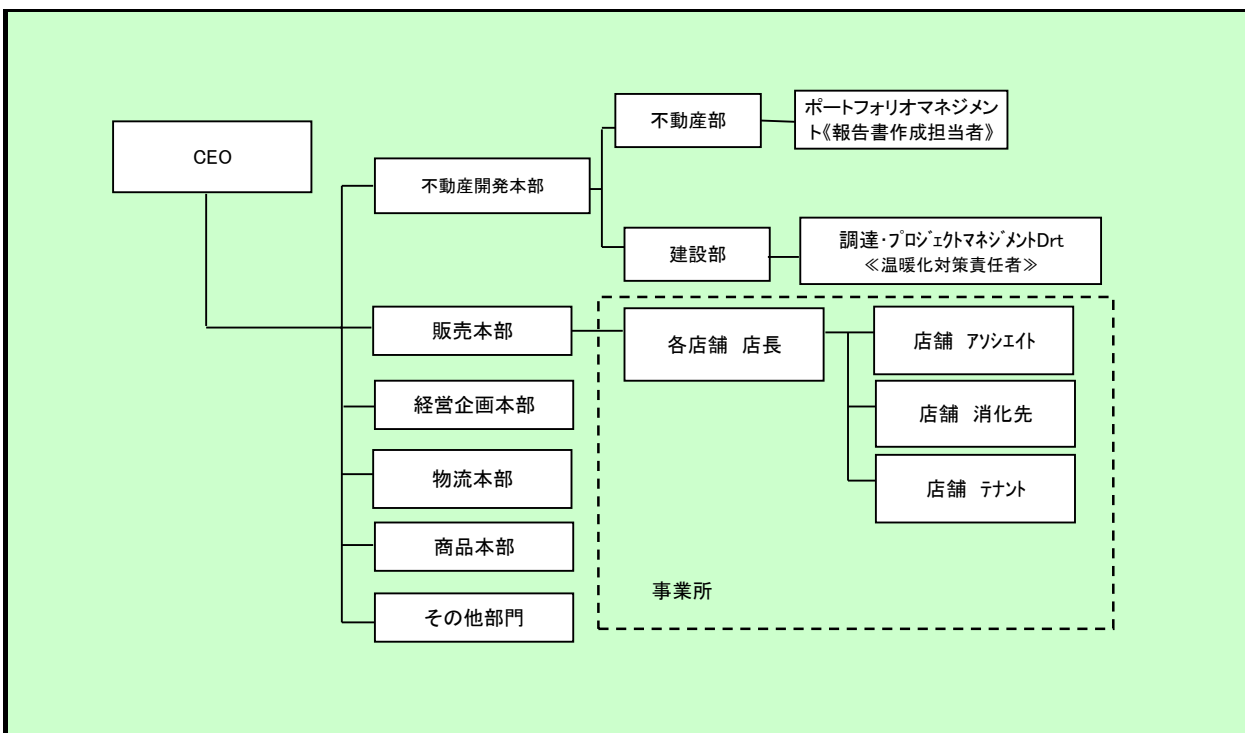 CEO
不動産開発本部
不動産部
ポートフォリオマネジメン
ト《報告書作成担当者》
建設部
調達・ﾌﾟﾛｼﾞｪｸﾄﾏﾈｼﾞﾒﾝﾄDrt
≪温暖化対策責任者≫
販売本部
各店舗 店長
店舗 ｱｿｼｴｲﾄ
店舗 消化先
店舗 ﾃﾅﾝﾄ
事業所
経営企画本部
物流本部
商品本部
その他部門